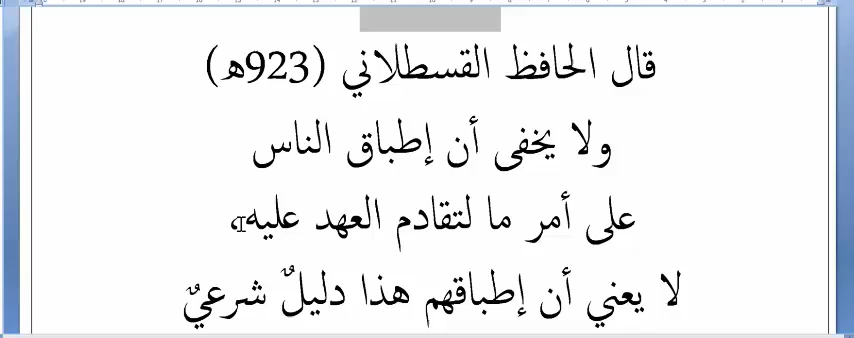 قال الحافظ القسطلاني (923هـ)
ولا يخفى أن إطباق الناس
على أمر ما لتقادم العهد عليه،
لا يعني أن إطباقهم هذا دليلٌ شرعيٌ